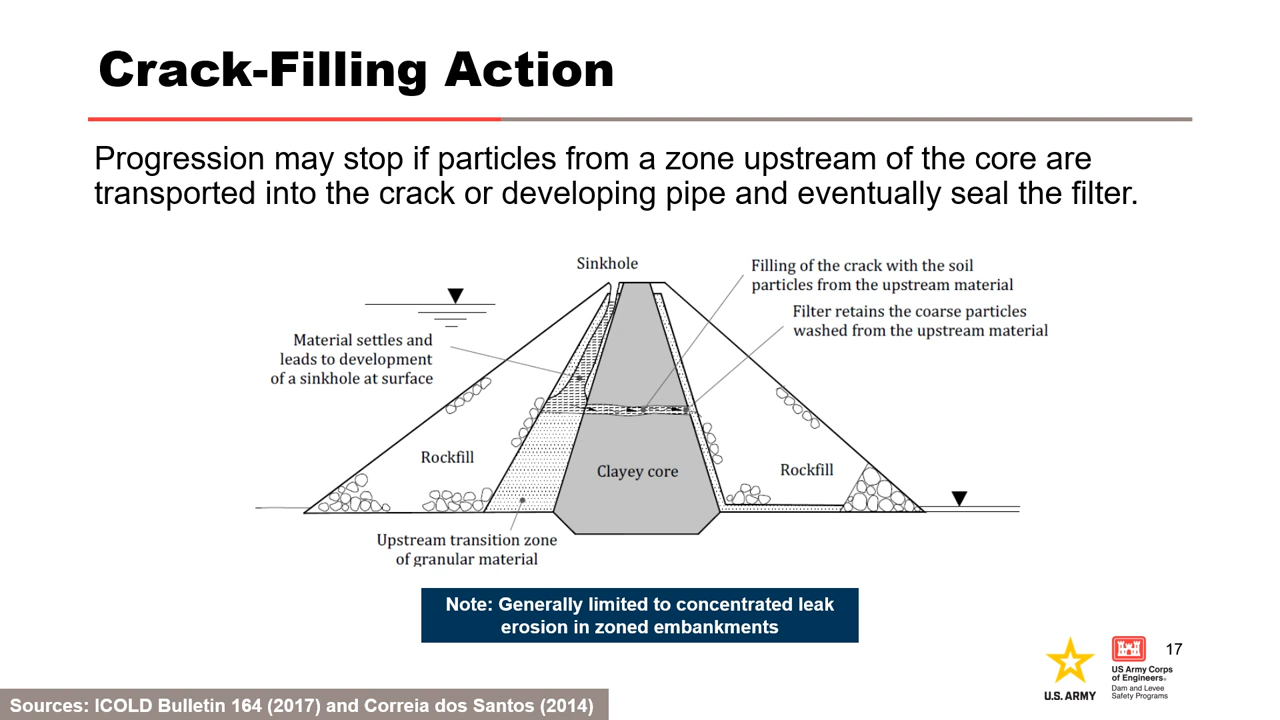 Crack-Filling Action
Progression may stop if particles from a zone upstream of the core are
transported into the crack or developing pipe and eventually seal the filter.
Sinkhole
Filling of the crack with the soil
particles from the upstream material
Filter retains the coarse particles
washed from the upstream material
Material settles and
leads to development
of a sinkhole at surface
Rockfill
Clayey core
Rockfill
Upstream transition zone
of granular material
Note: Generally limited to concentrated leak
erosion in zoned embankments
17
U.S. ARMY
US Army Corps
of Engineers®
Dam and Levee
Safety Programs
Sources: ICOLD Bulletin 164 (2017) and Correia dos Santos (2014)